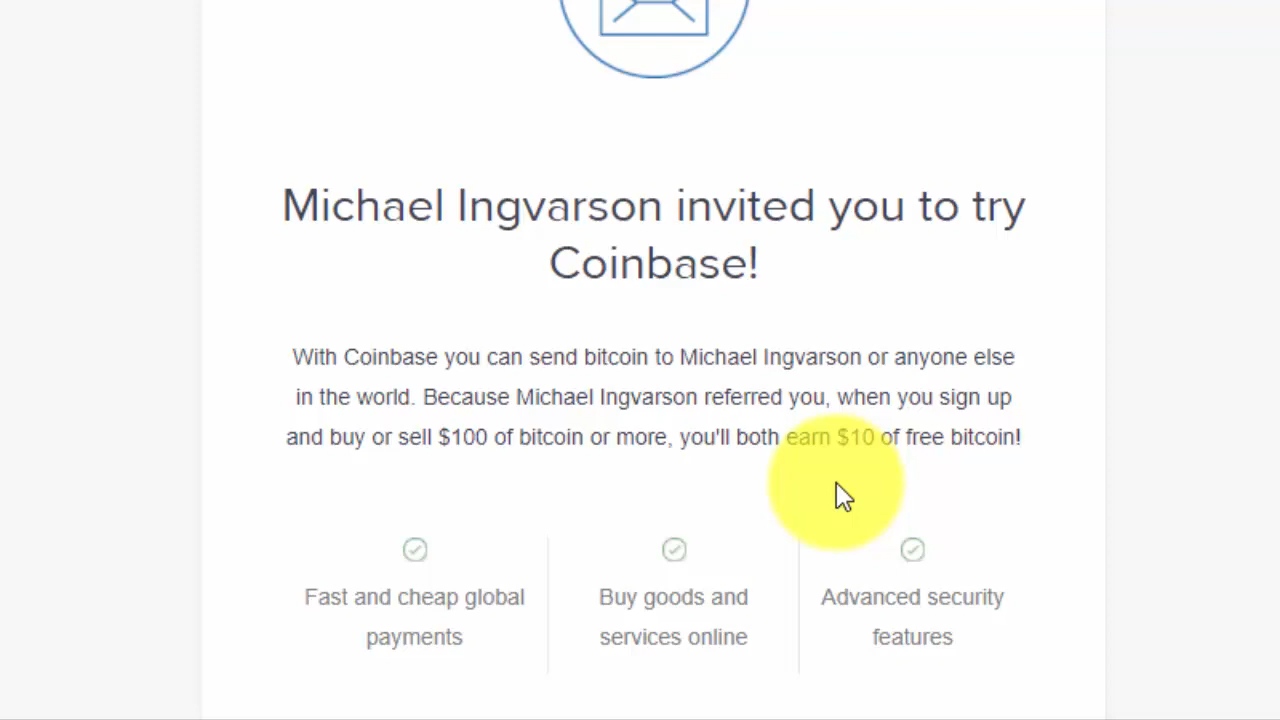 Michael Ingvarson invited you to try
Coinbase!
With Coinbase you can send bitcoin to Michael Ingvarson or anyone else
in the world. Because Michael Ingvarson referred you, when you sign up
and buy or sell $100 of bitcoin or more, you'll both earn $10 of free bitcoin!
Fast and cheap global
payments
Buy goods and
services online
Advanced security
features